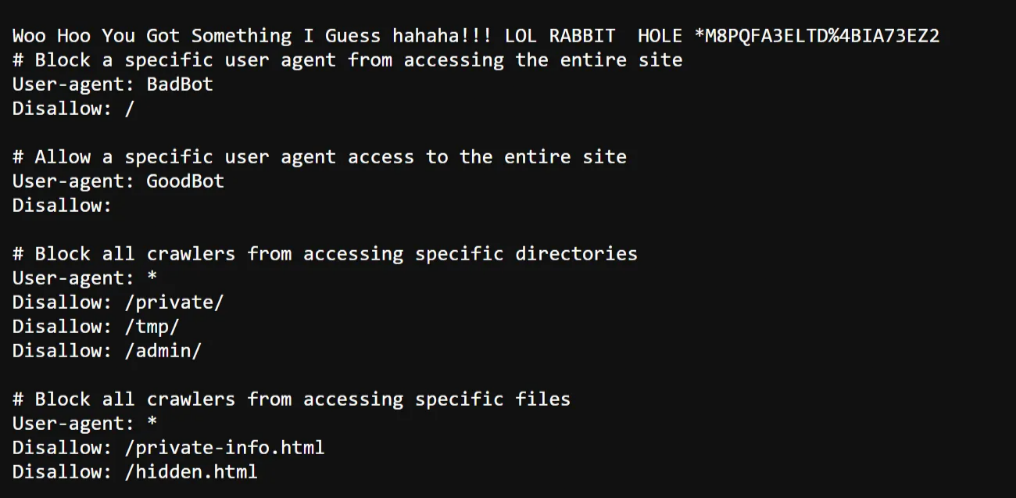 Woo Hoo You Got Something I Guess hahaha!!! LOL RABBIT  HOLE *M8PQFA3ELTD%4BIA73EZ2
# Block a specific user agent from accessing the entire site
User-agent: BadBot
Disallow: /
# Allow a specific user agent access to the entire site
User-agent: GoodBot
Disallow:
# Block all crawlers from accessing specific directories
User-agent: *
Disallow: /private/
Disallow: /tmp/
Disallow: /admin/
# Block all crawlers from accessing specific files
User-agent: *
Disallow: /private-info.html
Disallow: /hidden.html